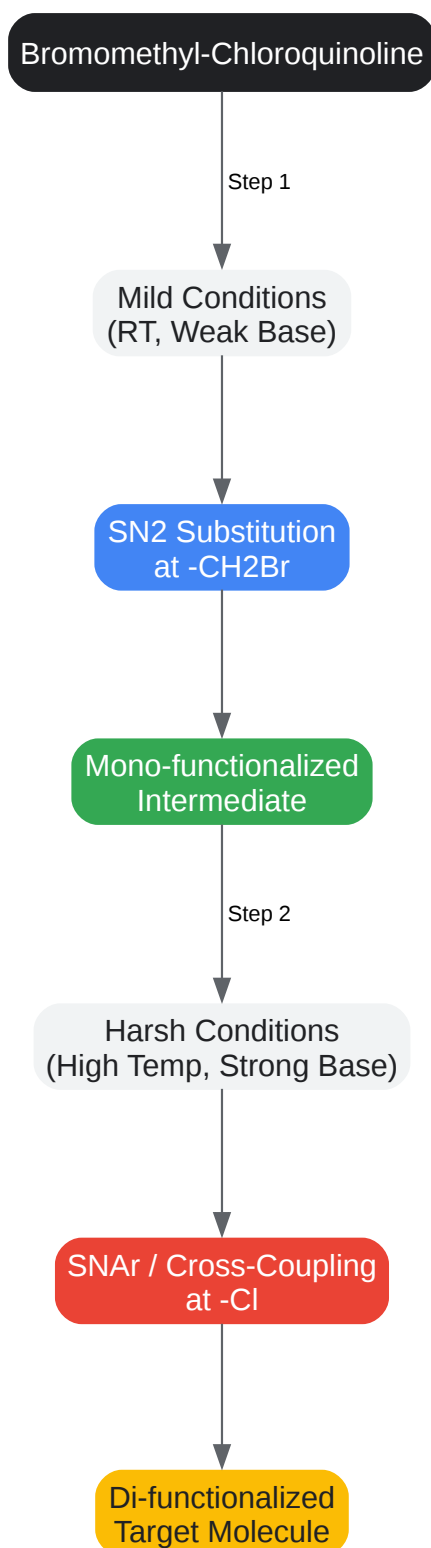 Bromomethyl-Chloroquinoline
Step 1
Mild Conditions
(RT, Weak Base)
SN2 Substitution
at -CH2Br
Mono-functionalized
Intermediate
Step 2
Harsh Conditions
(High Temp, Strong Base)
SNAr / Cross-Coupling
at -Cl
Di-functionalized
Target Molecule